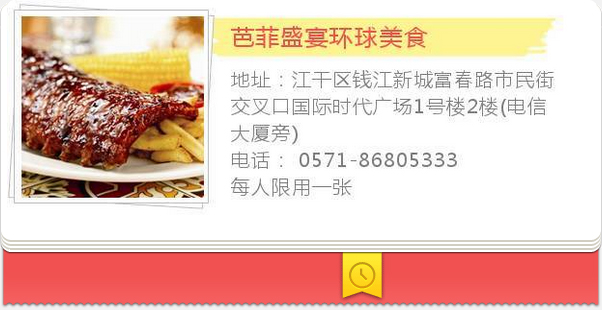 芭菲盛宴环球美食
地址：江干区钱江新城富春路市民街
交叉口国际时代广场1号楼2楼(电信
大厦旁)
电话： 0571-86805333
每人限用一张